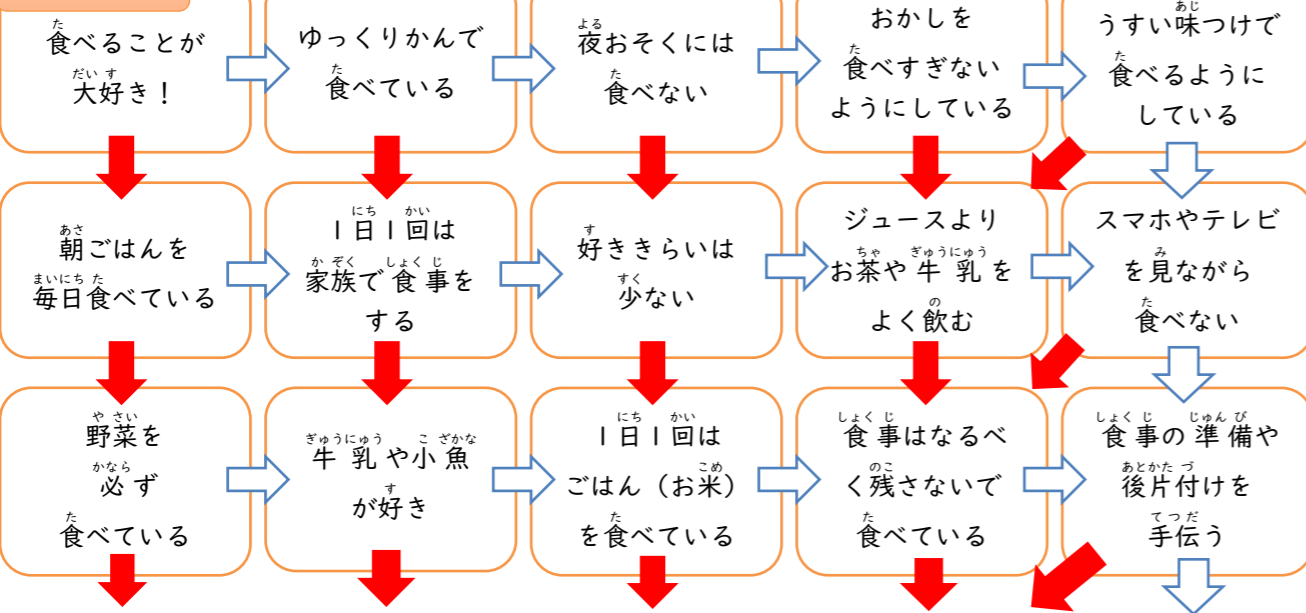 食べることが
大好き！
ゆっくりかんで
食べている
夜おそくには
食べない
おかしを
食べすぎない
ようにしている
うすい味つけで
食べるように
している
朝ごはんを
毎日食べている
1日1回は
家族で食事を
する
好ききらいは
少ない
ジュースより
お茶や牛乳を
よく飲む
スマホやテレビ
を見ながら
食べない
野菜を
必ず
食べている
牛乳や小魚
が好き
1日1回は
ごはん（お米）
を食べている
食事はなるべ
く残さないで
食べている
食事の準備や
後片付けを
手伝う